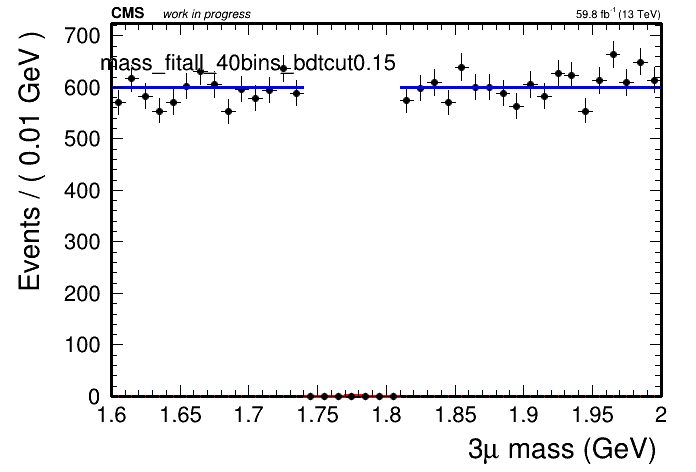 CMS work in progress 59.8 fb-1 (13 TeV)
mass_fitall_40bins_bdtcut0.15
Events / ( 0.01 GeV )
700
600
500
400
300
200
100
0
1.6 1.65 1.7 1.75 1.8 1.85 1.9 1.95 2
3μ mass (GeV)